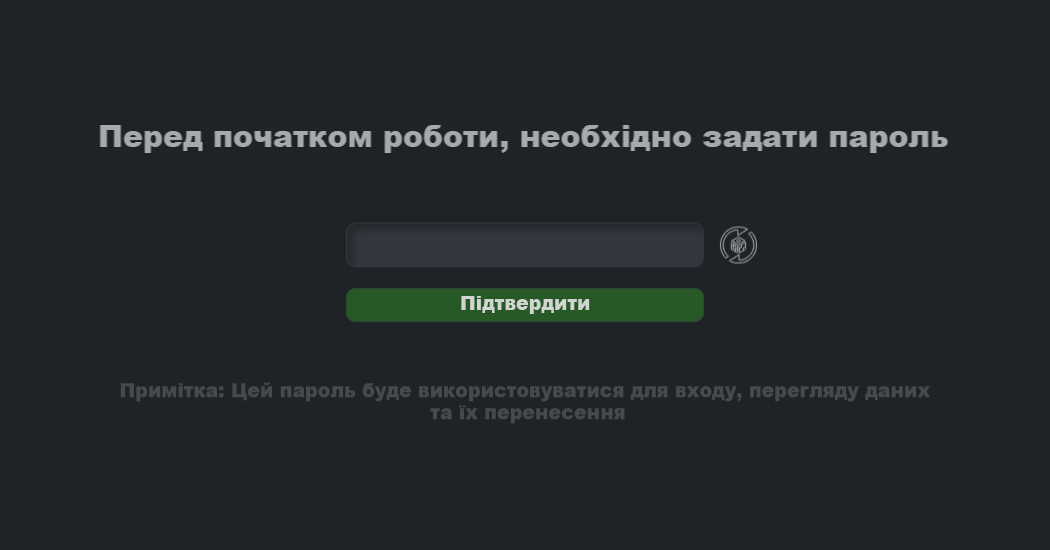 Перед початком роботи, необхідно задати пароль
Підтвердити
Примітка: Цей пароль буде використовуватися для входу, перегляду даних
та їх перенесення